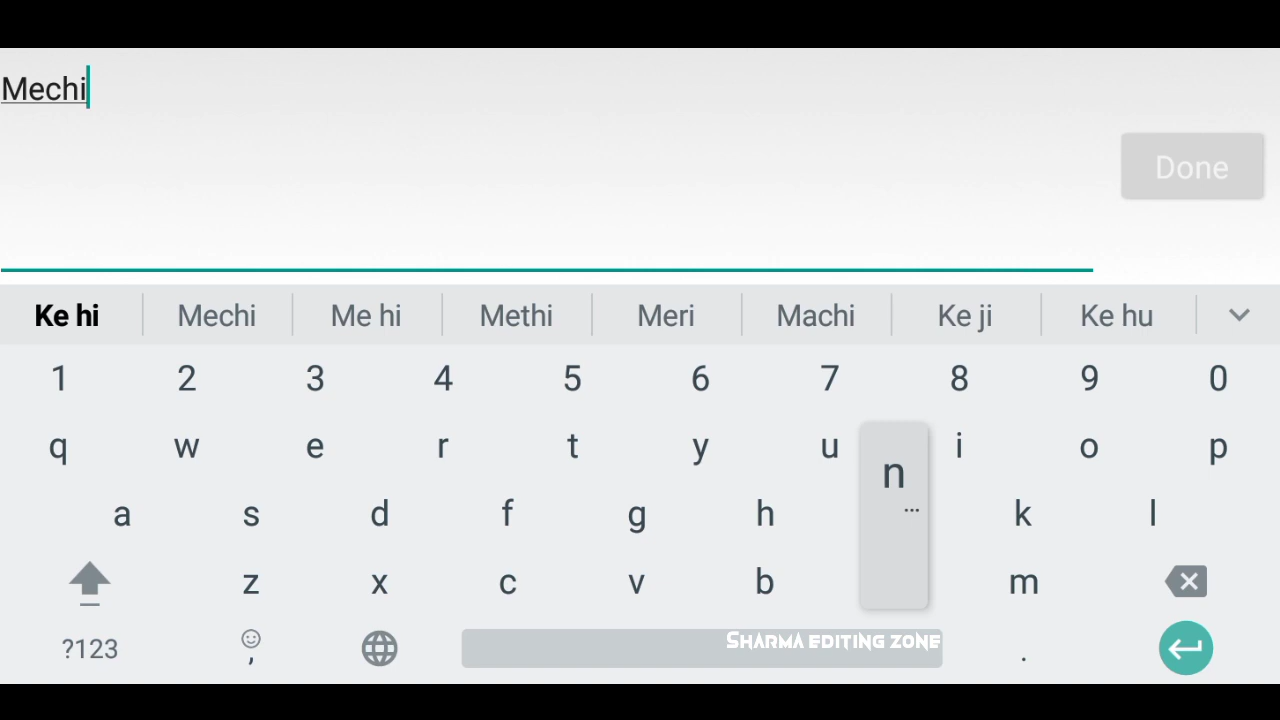 Mechi
Done
Ke hi Mechi Me hi Methi Meri Machi Ke ji Ke hu
1 2 3 4 5 6 7 8 9 0
q w e r t y u i o p
n
a s d f g h k l
z x c v b m
?123 , .
SHARMA EDITING ZONE